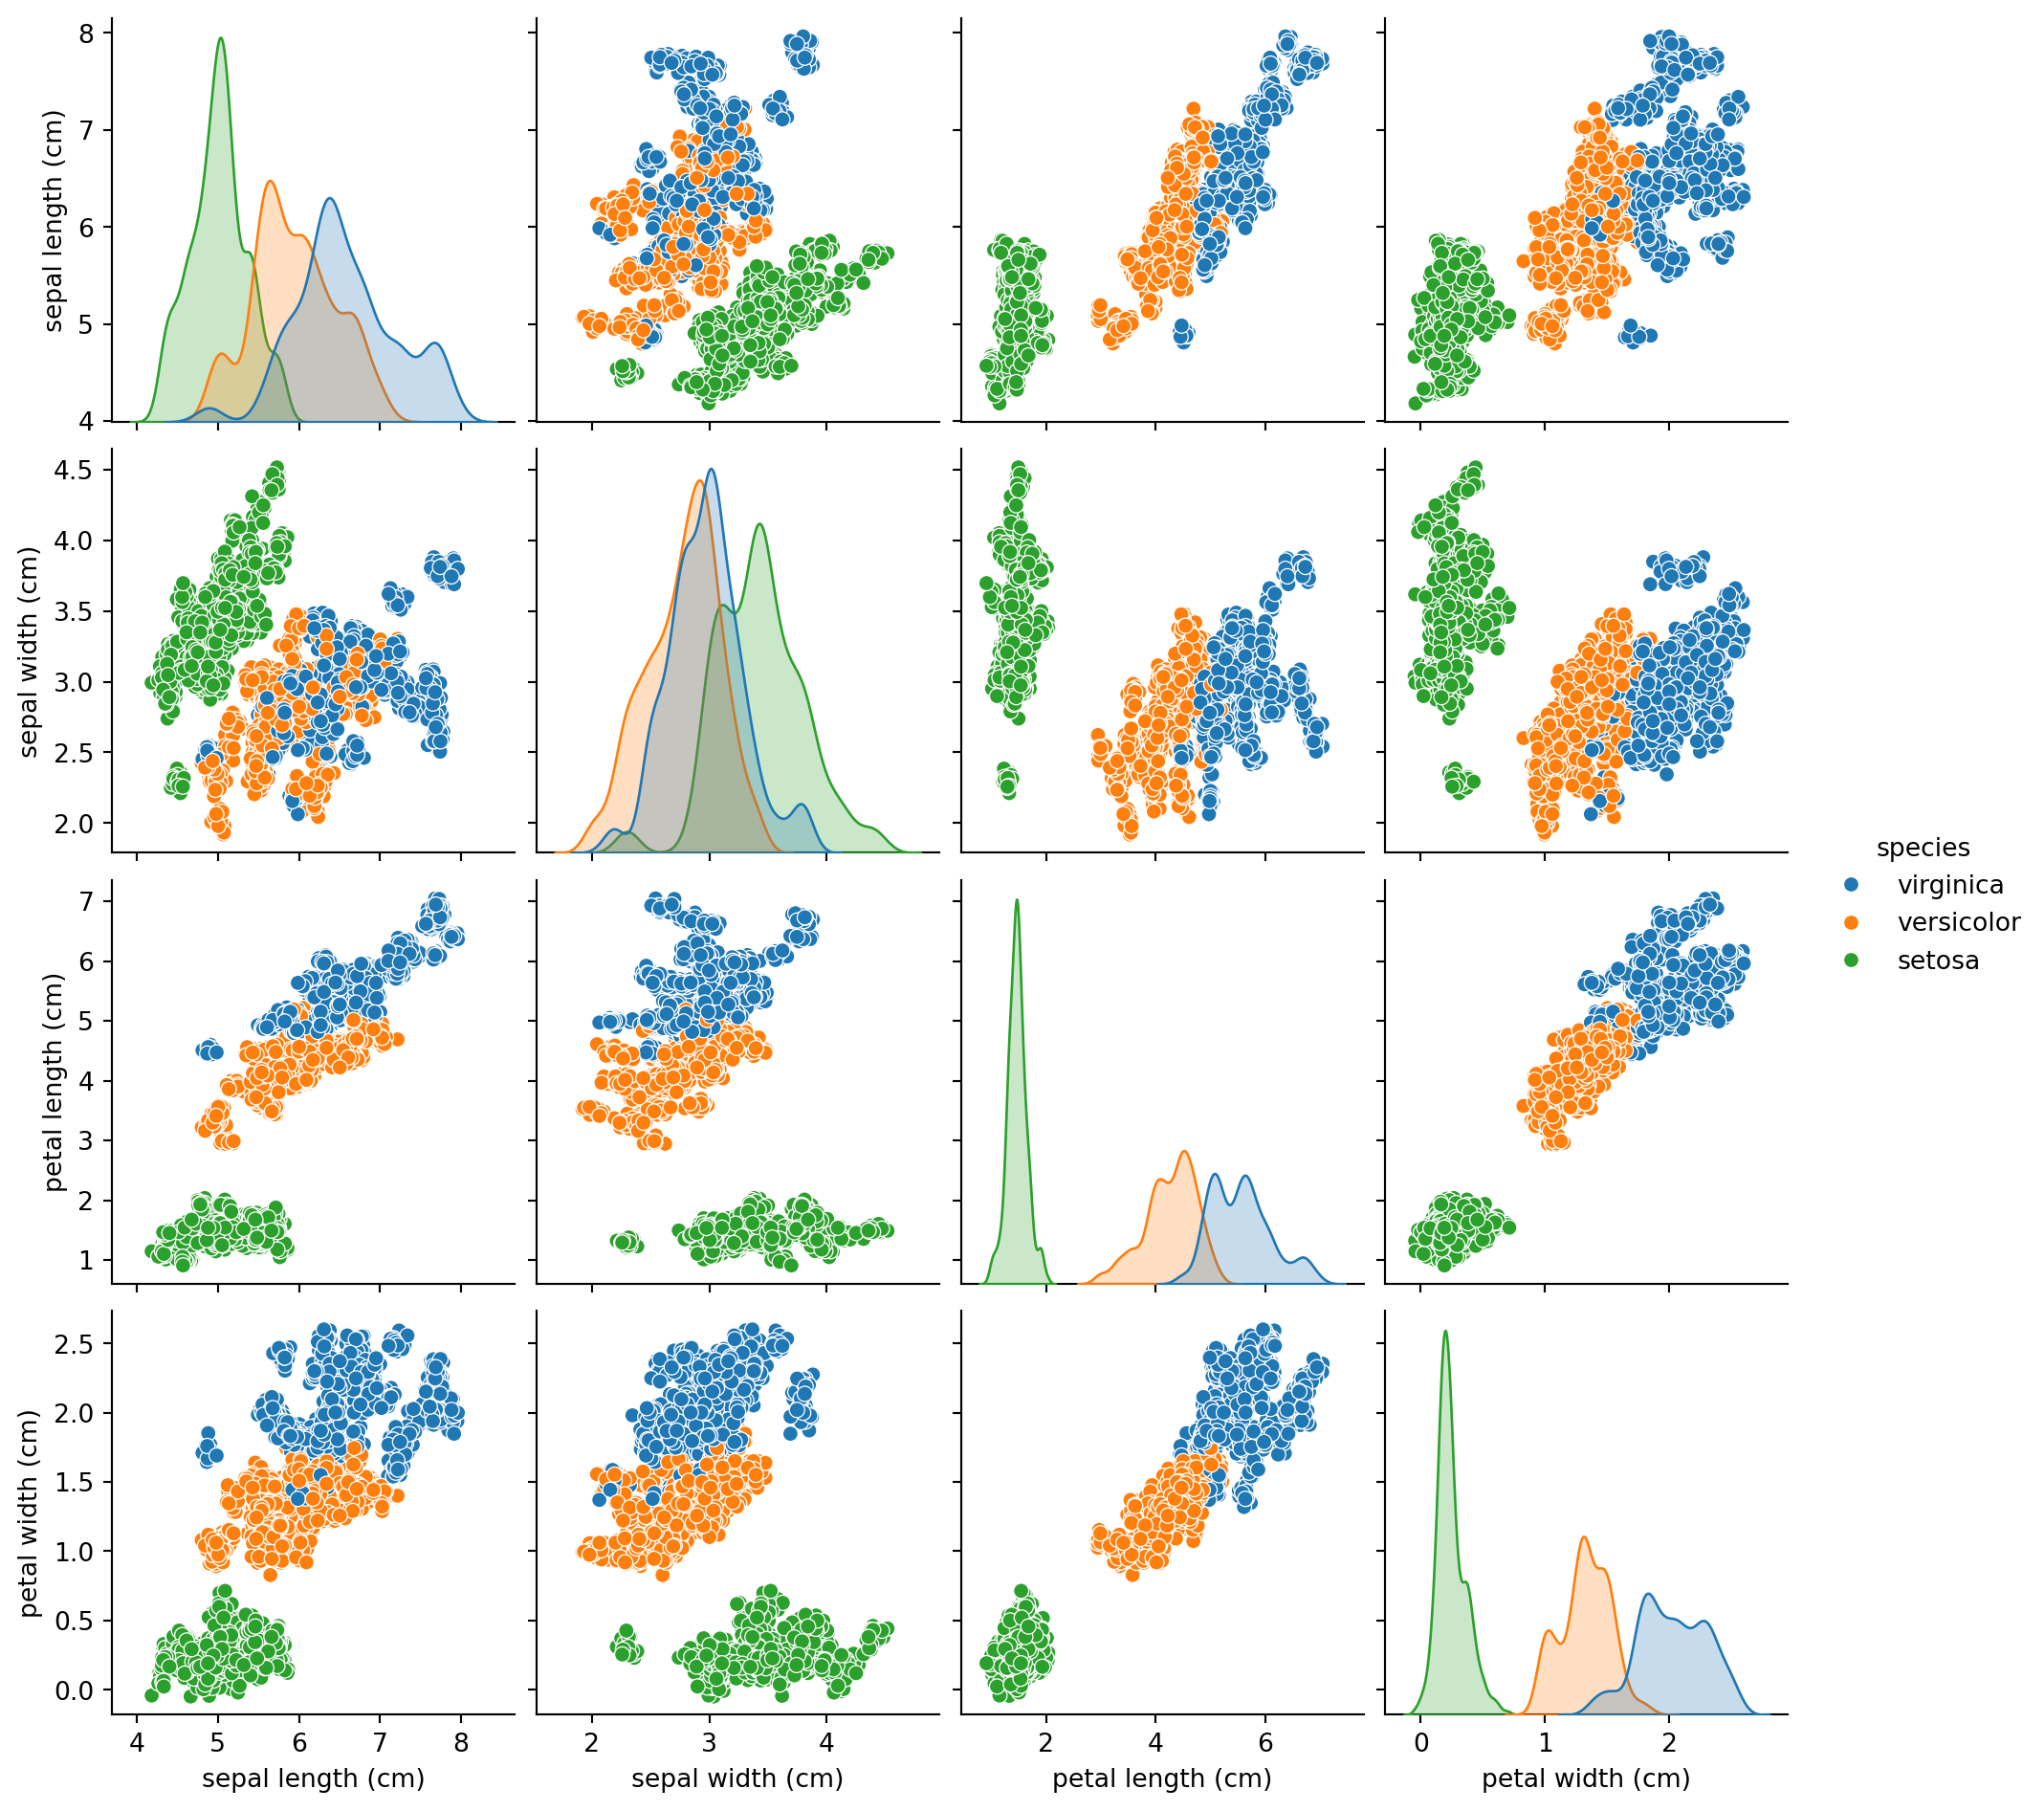 8
7
6
5
4
sepal length (cm)
4.5
4.0
3.5
3.0
2.5
2.0
sepal width (cm)
species
virginica
versicolor
setosa
7
6
5
4
3
2
1
petal length (cm)
2.5
2.0
1.5
1.0
0.5
0.0
petal width (cm)
4 5 6 7 8
2 3 4
2 4 6
0 1 2
sepal length (cm)
sepal width (cm)
petal length (cm)
petal width (cm)